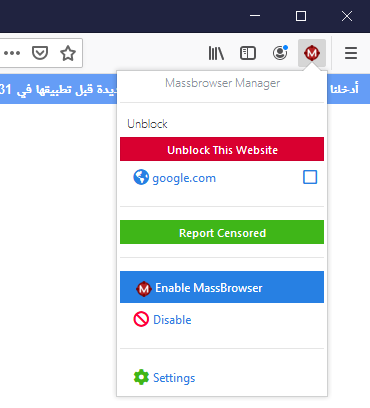 أدخلنا
يدة قبل تطبيقها في 31
Massbrowser Manager
Unblock
Unblock This Website
google.com
Report Censored
M Enable MassBrowser
Disable
Settings